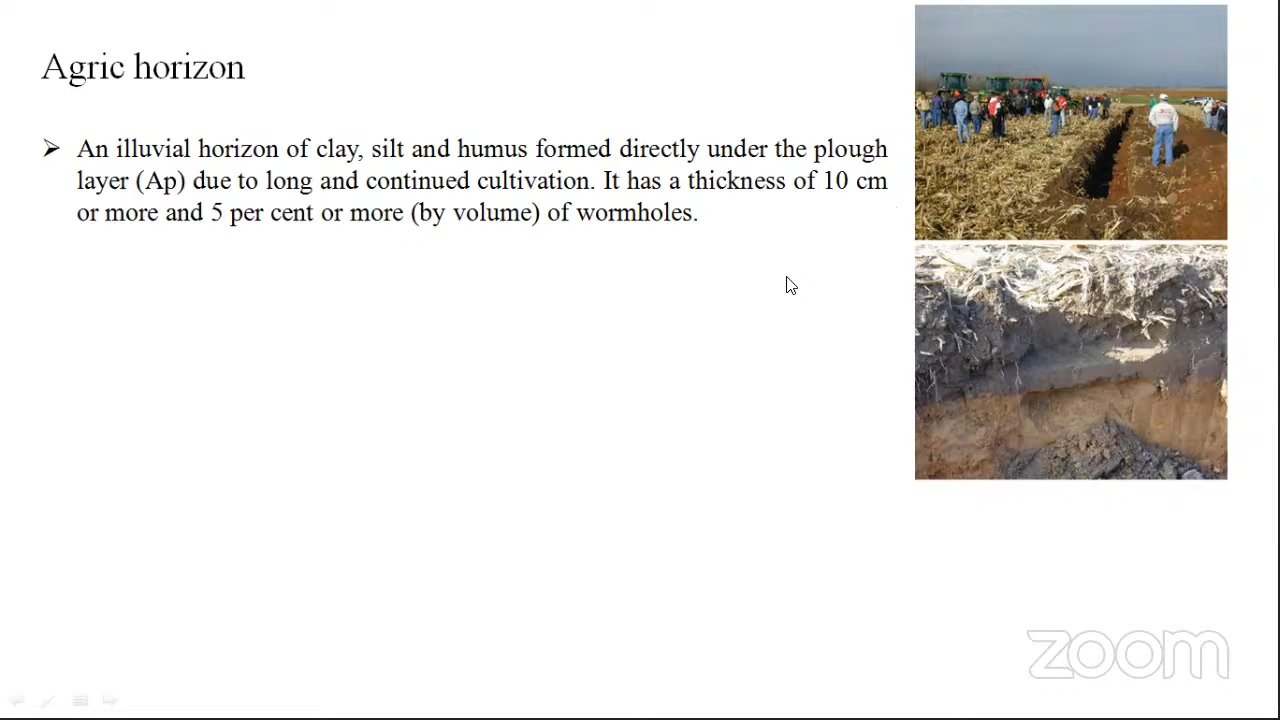 Agric horizon
➢ An illuvial horizon of clay, silt and humus formed directly under the plough
layer (Ap) due to long and continued cultivation. It has a thickness of 10 cm
or more and 5 per cent or more (by volume) of wormholes.
zoom